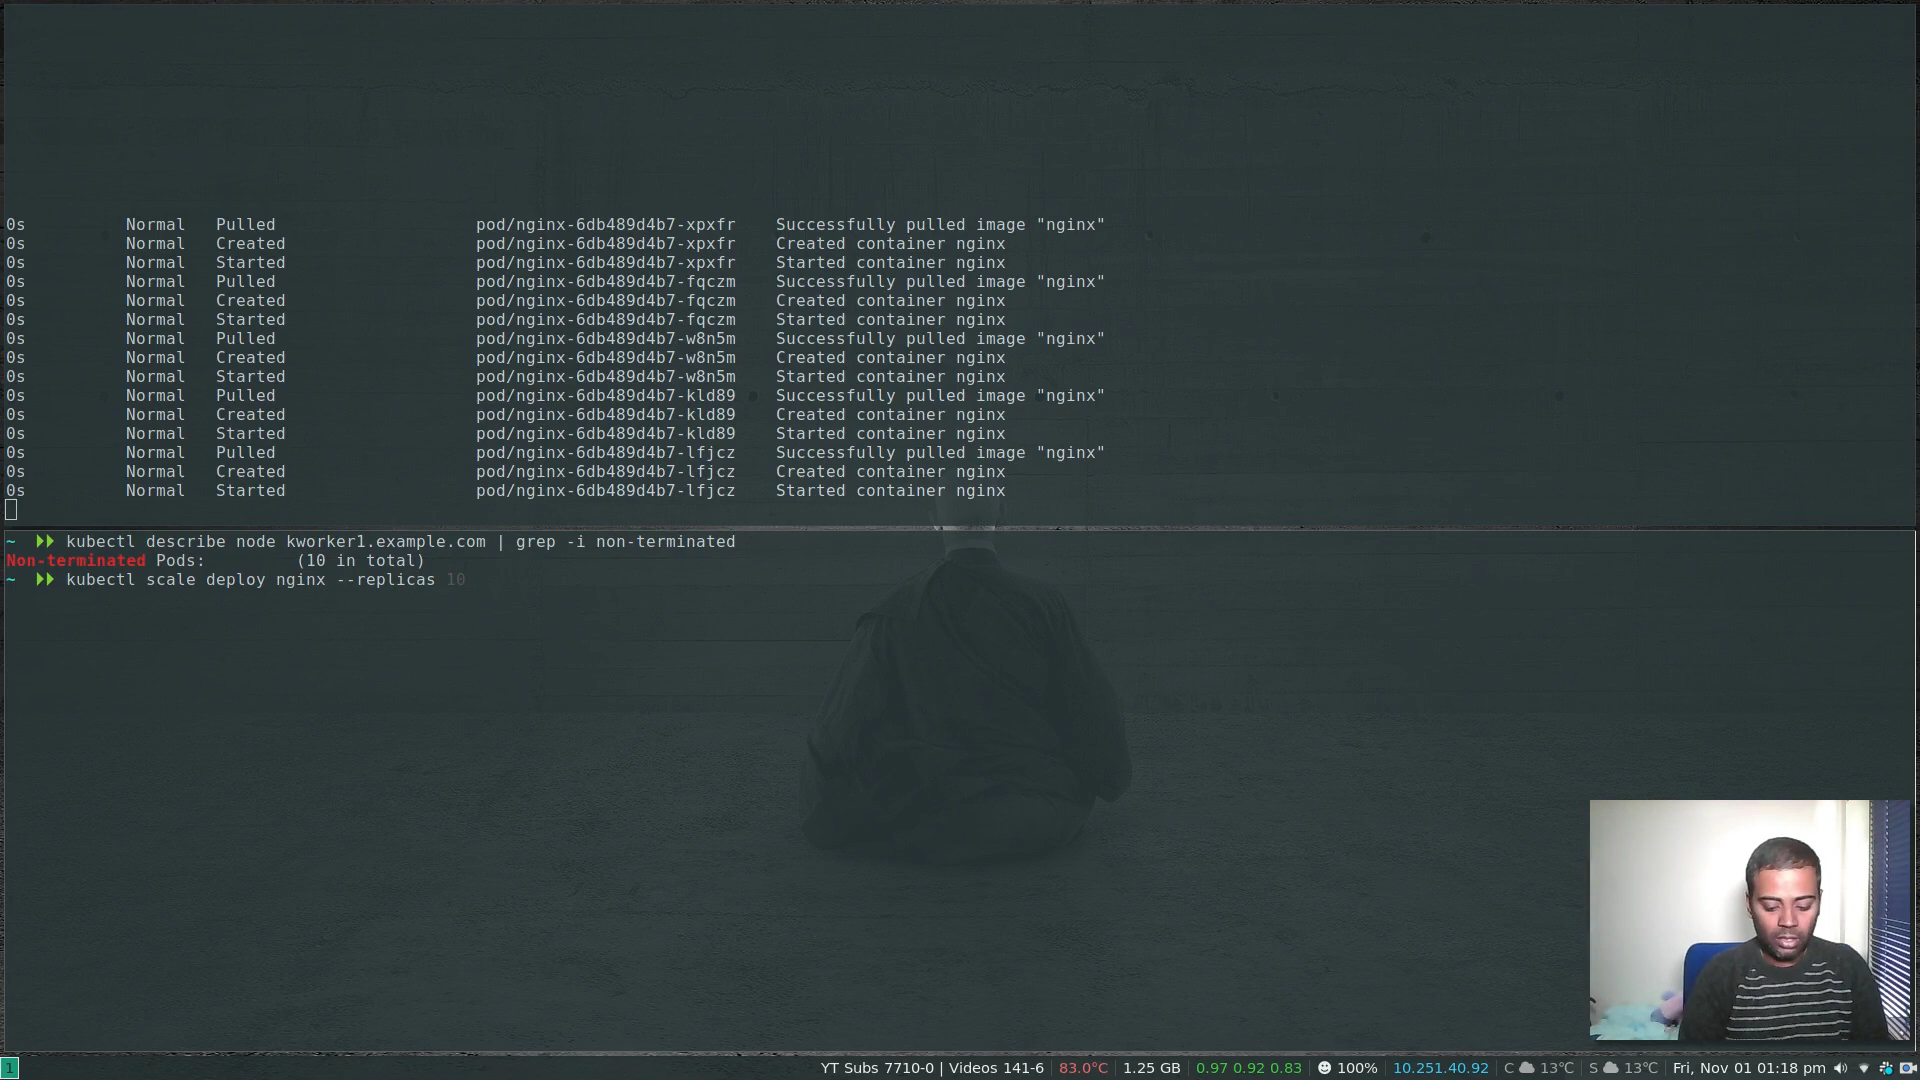 0s Normal Pulled pod/nginx-6db489d4b7-xpxfr Successfully pulled image "nginx"
0s Normal Created pod/nginx-6db489d4b7-xpxfr Created container nginx
0s Normal Started pod/nginx-6db489d4b7-xpxfr Started container nginx
0s Normal Pulled pod/nginx-6db489d4b7-fqczm Successfully pulled image "nginx"
0s Normal Created pod/nginx-6db489d4b7-fqczm Created container nginx
0s Normal Started pod/nginx-6db489d4b7-fqczm Started container nginx
0s Normal Pulled pod/nginx-6db489d4b7-w8n5m Successfully pulled image "nginx"
0s Normal Created pod/nginx-6db489d4b7-w8n5m Created container nginx
0s Normal Started pod/nginx-6db489d4b7-w8n5m Started container nginx
0s Normal Pulled pod/nginx-6db489d4b7-kld89 Successfully pulled image "nginx"
0s Normal Created pod/nginx-6db489d4b7-kld89 Created container nginx
0s Normal Started pod/nginx-6db489d4b7-kld89 Started container nginx
0s Normal Pulled pod/nginx-6db489d4b7-lfjcz Successfully pulled image "nginx"
0s Normal Created pod/nginx-6db489d4b7-lfjcz Created container nginx
0s Normal Started pod/nginx-6db489d4b7-lfjcz Started container nginx
~ kubectl describe node kworker1.example.com | grep -i non-terminated
Non-terminated Pods: (10 in total)
~ kubectl scale deploy nginx --replicas 10
1 YT Subs 7710-0 | Videos 141-6 83.0°C 1.25 GB 0.97 0.92 0.83 100% 10.251.40.92 C 13°C S 13°C Fri, Nov 01 01:18 pm